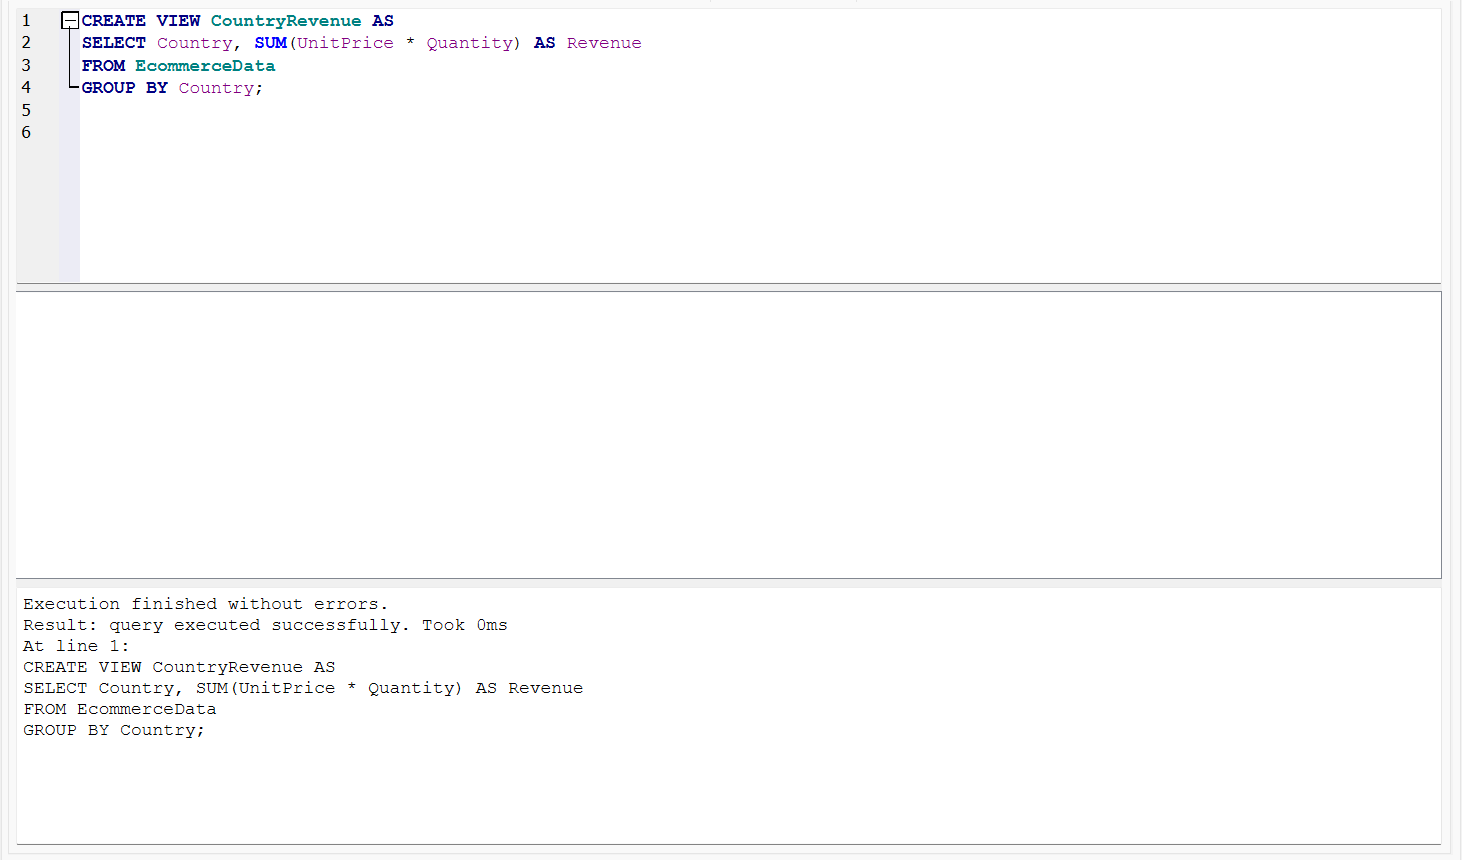 1 CREATE VIEW CountryRevenue AS
2 SELECT Country, SUM(UnitPrice * Quantity) AS Revenue
3 FROM EcommerceData
4 GROUP BY Country;
5
6
Execution finished without errors.
Result: query executed successfully. Took 0ms
At line 1:
CREATE VIEW CountryRevenue AS
SELECT Country, SUM(UnitPrice * Quantity) AS Revenue
FROM EcommerceData
GROUP BY Country;